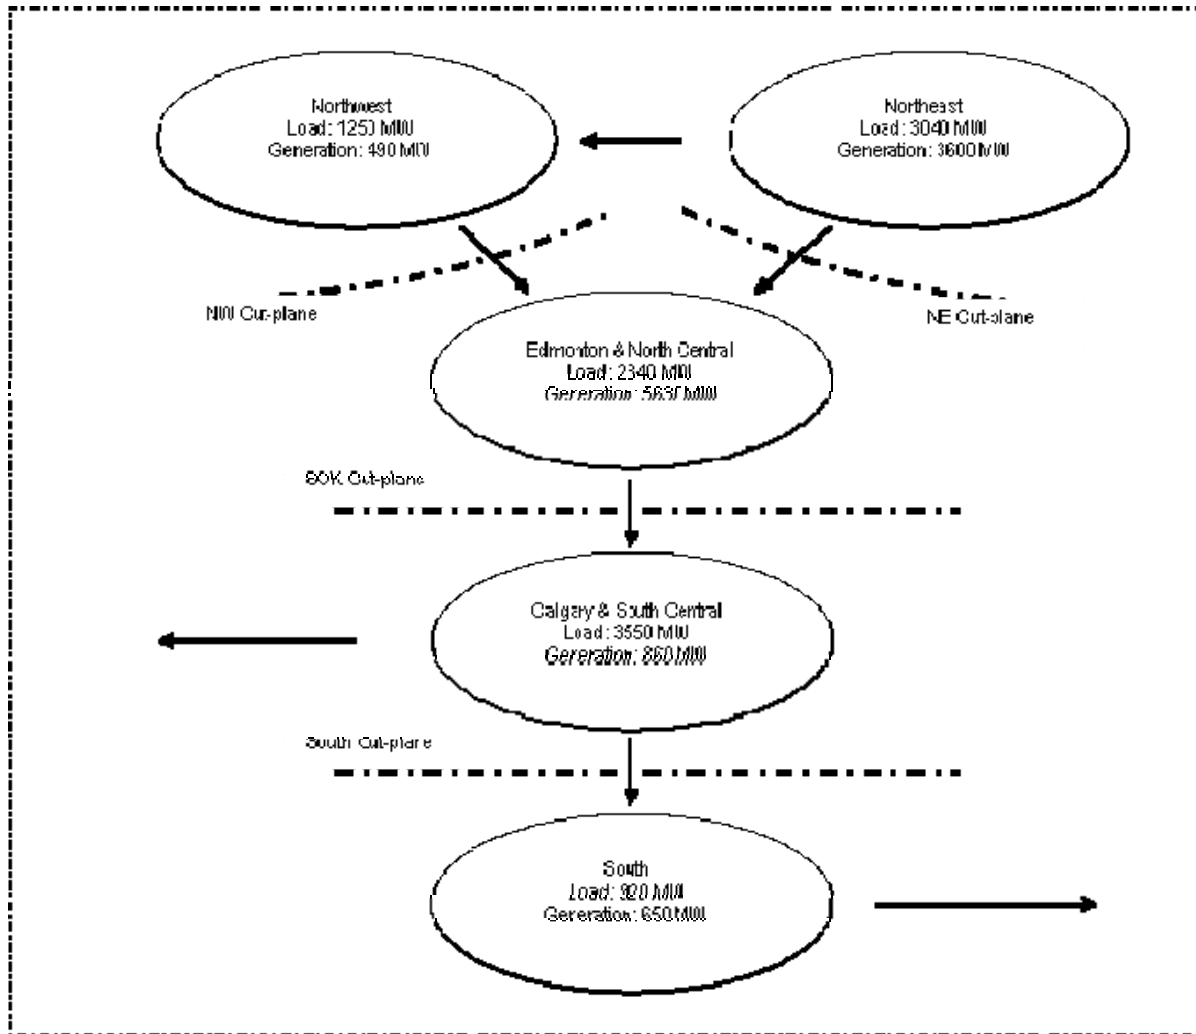 Northwest
Load: 1250 MW
Generation: 490 MW
Northeast
Load: 3040 MW
Generation: 3600 MW
NW Cut-plane
NE Cut-plane
Edmonton & North Central
Load: 2340 MW
Generation: MW
SOK Cut-plane
Calgary & South Central
Load: 3550 MW
Generation: 860 MW
South Cut-plane
South
Load: 920 MW
Generation: 650 MW